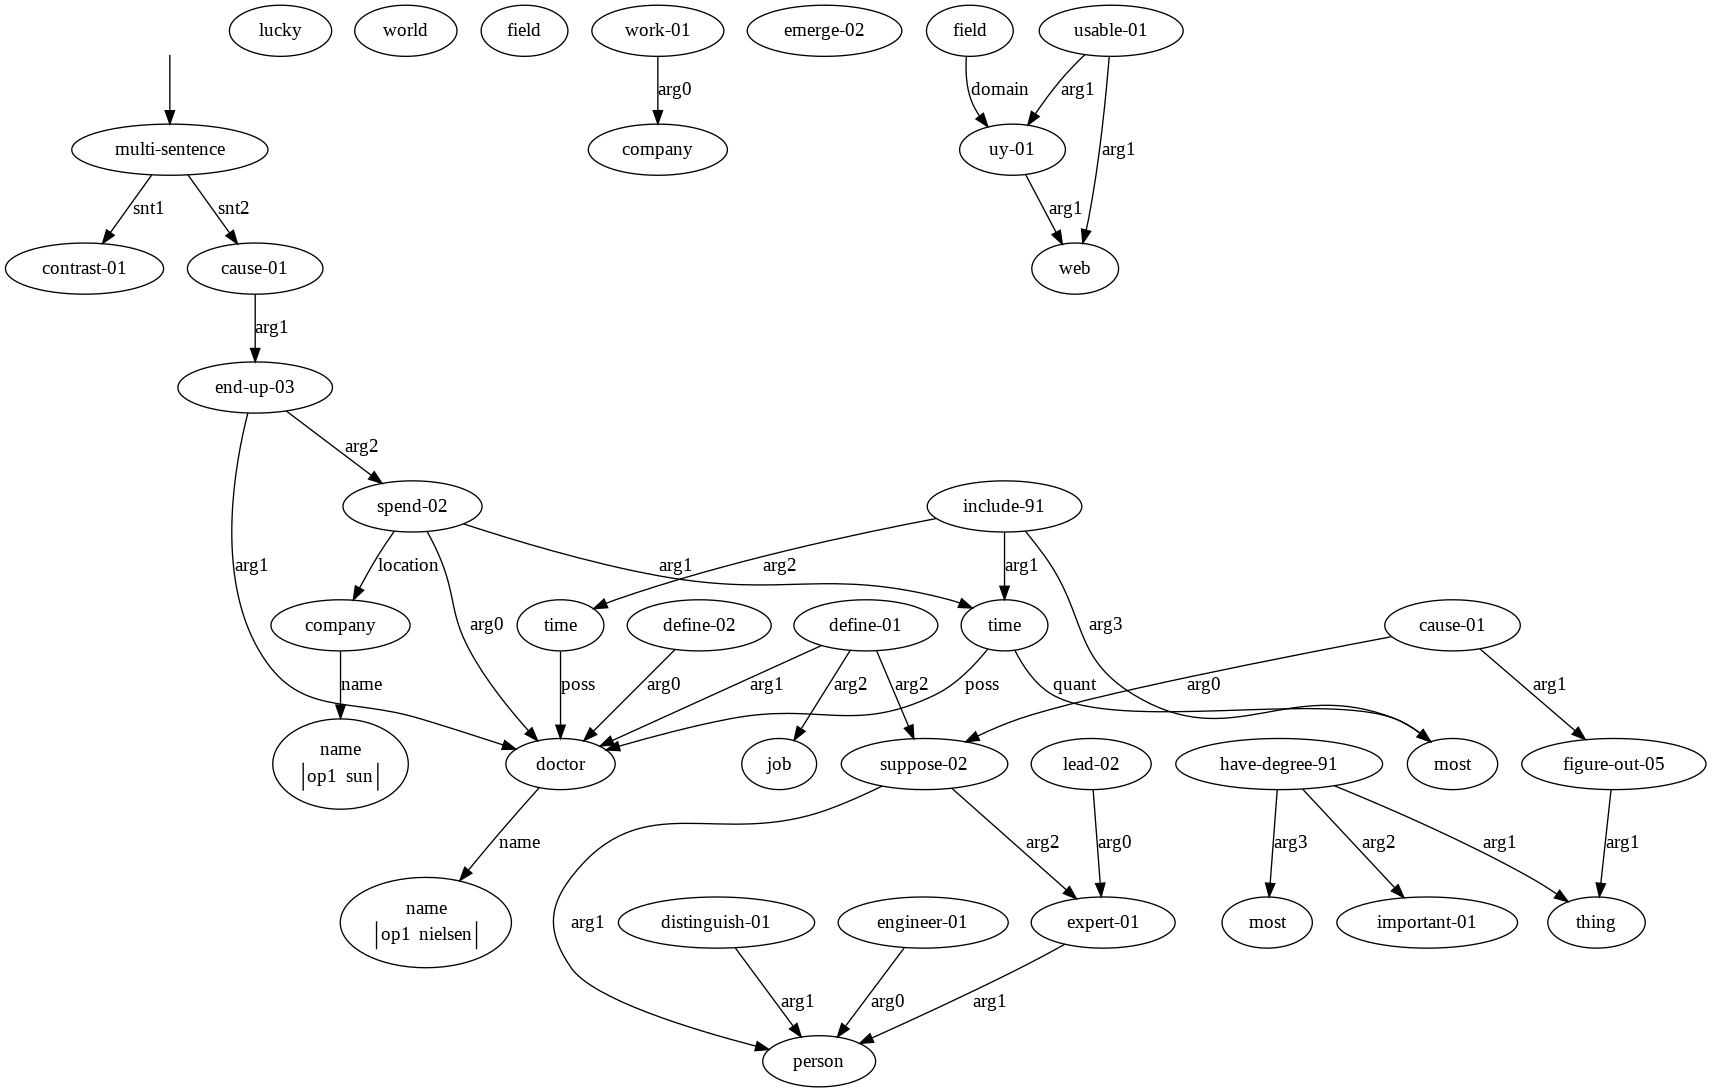 lucky world field work-01 emerge-02 field usable-01
arg0 domain arg1
multi-sentence company uy-01 arg1
snt1 snt2 arg1
contrast-01 cause-01 web
arg1
end-up-03
arg2
spend-02 include-91
arg1 location arg1 arg2 arg1
company arg0 time define-02 define-01 time arg3 cause-01
name poss arg0 arg1 arg2 arg2 poss quant arg0 arg1
name
op1 sun
doctor job suppose-02 lead-02 have-degree-91 most figure-out-05
name arg2 arg0 arg3 arg2 arg1 arg1
name
op1 nielsen
arg1 distinguish-01 engineer-01 expert-01 most important-01 thing
arg1 arg0 arg1
person